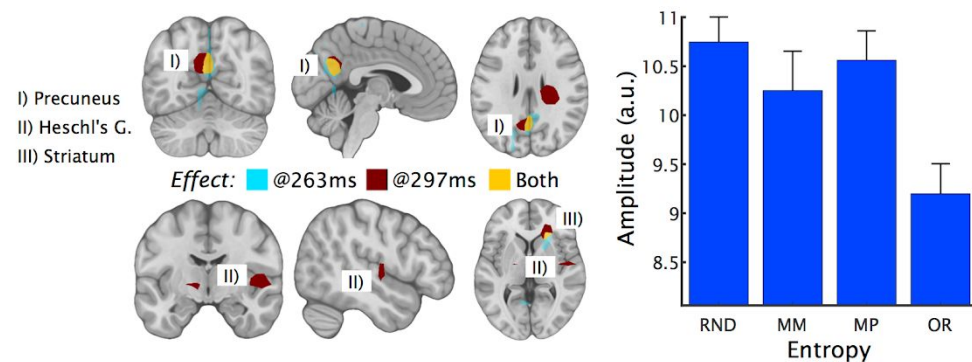 I)
I)
I)
I) Precuneus
II) Heschl's G.
III) Striatum
Effect: @263ms @297ms Both
II)
II)
II)
III)
Amplitude (a.u.)
11
10.5
10
9.5
9
8.5
RND MM MP OR
Entropy